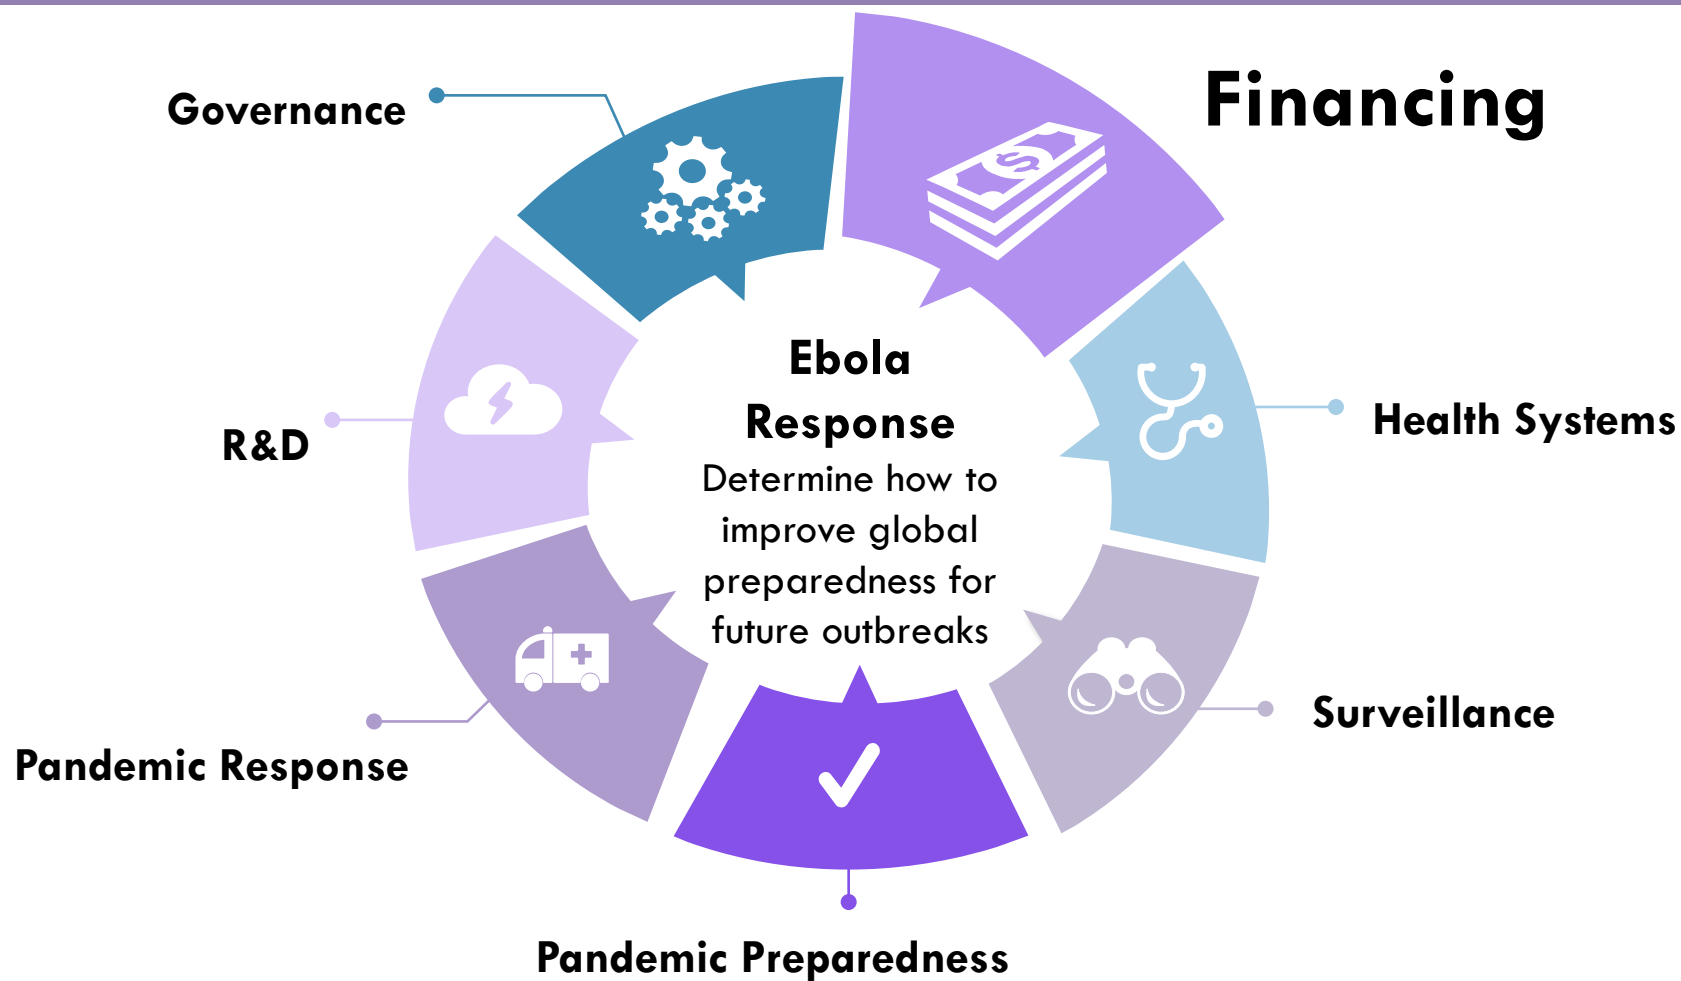 Financing
Governance
Ebola
Response
Determine how to
improve global
preparedness for
future outbreaks
Health Systems
R&D
Surveillance
Pandemic Response
Pandemic Preparedness
$